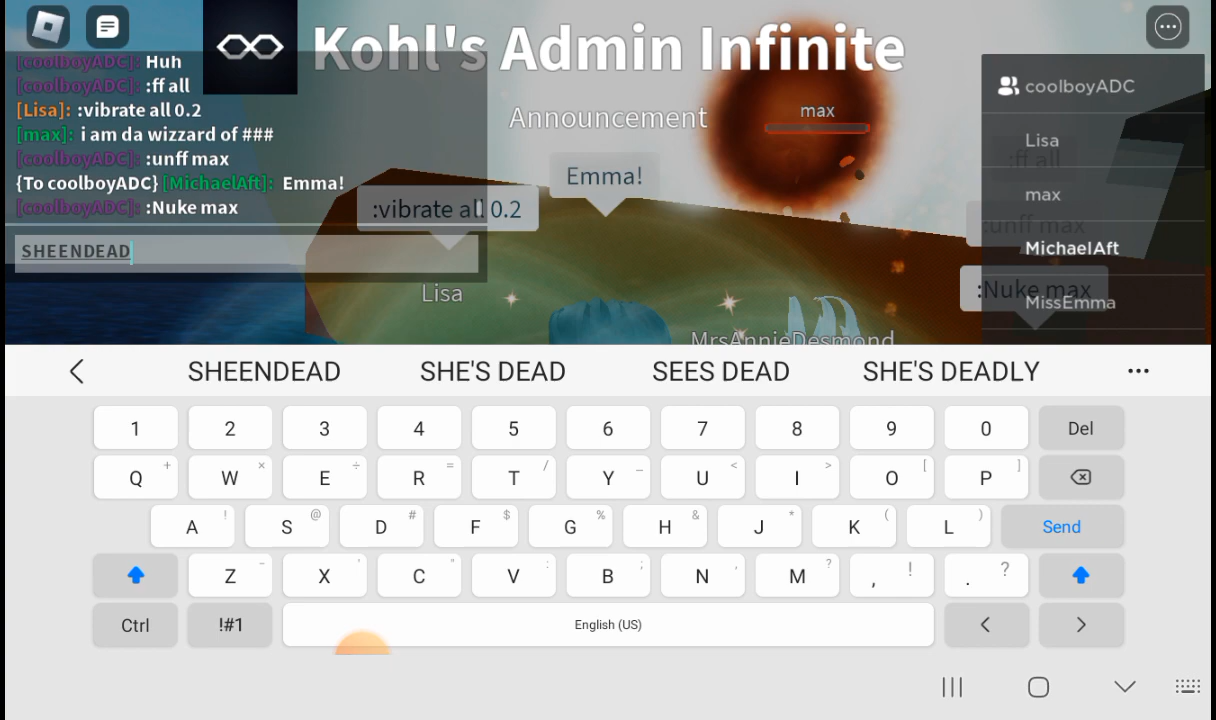 Kohl's Admin Infinite
Announcement
[coolboyADC]: Huh
[coolboyADC]: :ff all
[Lisa]: :vibrate all 0.2
[max]: i am da wizzard of ###
[coolboyADC]: :unff max
{To coolboyADC} [MichaelAft]: Emma!
[coolboyADC]: :Nuke max
SHEENDEAD
max
Emma!
:vibrate all 0.2
Lisa
MrsAnnieDesmond
coolboyADC
Lisa
:ff all
max
:unff max
MichaelAft
:Nuke max
MissEmma
SHEENDEAD SHE'S DEAD SEES DEAD SHE'S DEADLY ...
1 2 3 4 5 6 7 8 9 0 Del
Q + W × E ÷ R = T / Y _ U < I > O [ P ]
A ! S @ D # F $ G % H & J * K ( L ) Send
Z - X ' C " V : B ; N , M ? , ! . ?
Ctrl !#1 English (US) < >